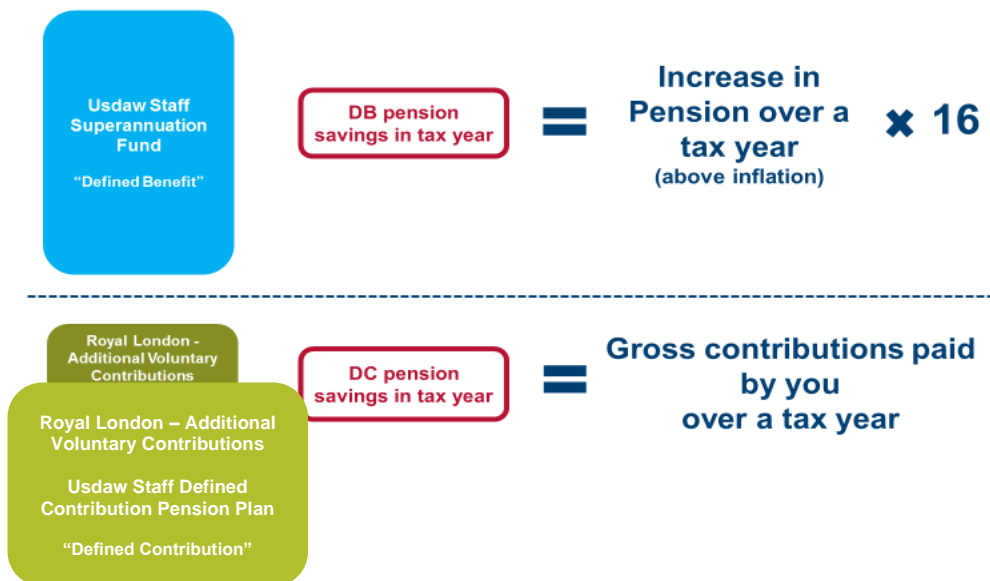 Usdaw Staff
Superannuation
Fund
“Defined Benefit”
DB pension
savings in tax year
=
Increase in
Pension over a
tax year
(above inflation)
× 16
Royal London -
Additional Voluntary
Contributions
Royal London – Additional
Voluntary Contributions
Usdaw Staff Defined
Contribution Pension Plan
“Defined Contribution”
DC pension
savings in tax year
=
Gross contributions paid
by you
over a tax year